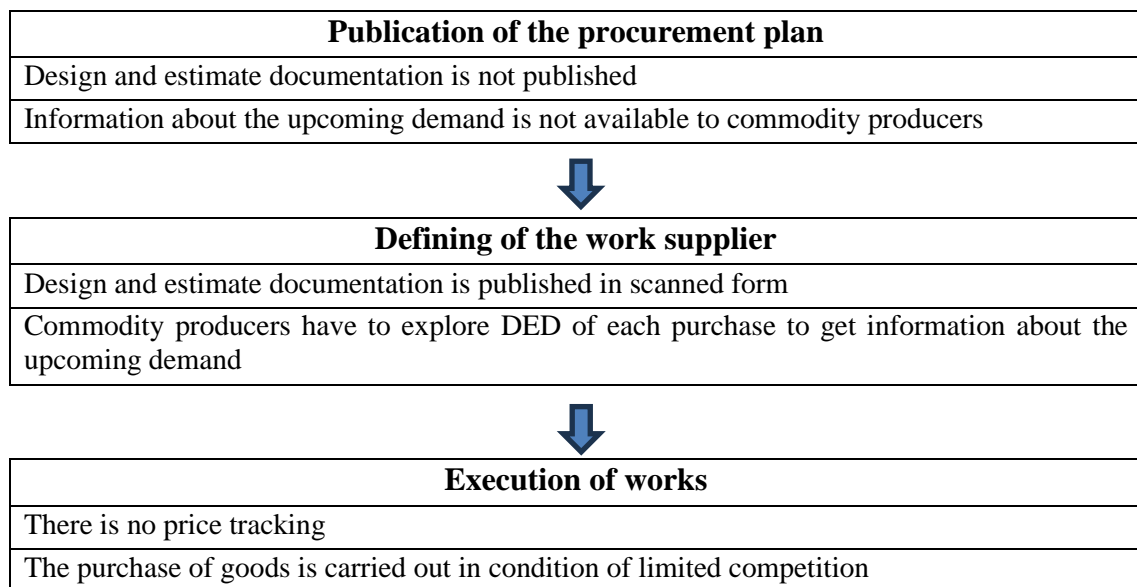 Publication of the procurement plan
Design and estimate documentation is not published
Information about the upcoming demand is not available to commodity producers
Defining of the work supplier
Design and estimate documentation is published in scanned form
Commodity producers have to explore DED of each purchase to get information about the
upcoming demand
Execution of works
There is no price tracking
The purchase of goods is carried out in condition of limited competition